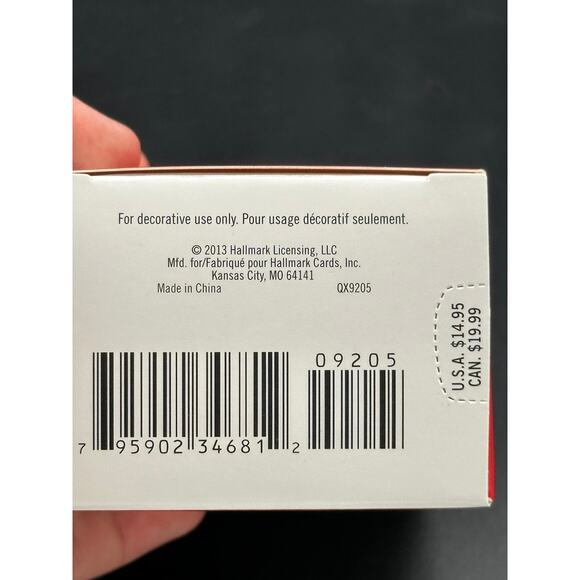 For decorative use only. Pour usage décoratif seulement.
© 2013 Hallmark Licensing, LLC
Mfd. for/Fabriqué pour Hallmark Cards, Inc.
Kansas City, MO 64141
Made in China QX9205
U.S.A. $14.95
CAN. $19.99
09205
7 95902 34681 2